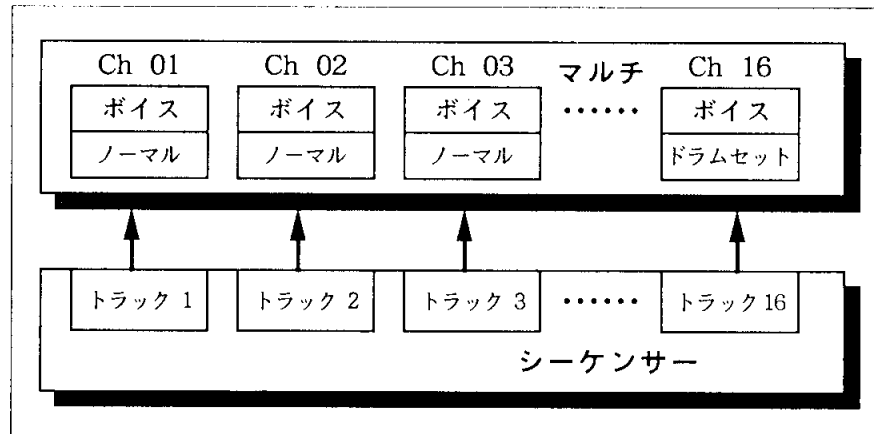 Ch 01 Ch 02 Ch 03 マルチ Ch 16
ボイス ボイス ボイス ・・・・・・ ボイス
ノーマル ノーマル ノーマル ドラムセット
トラック 1 トラック 2 トラック 3 ・・・・・・ トラック 16
シーケンサー